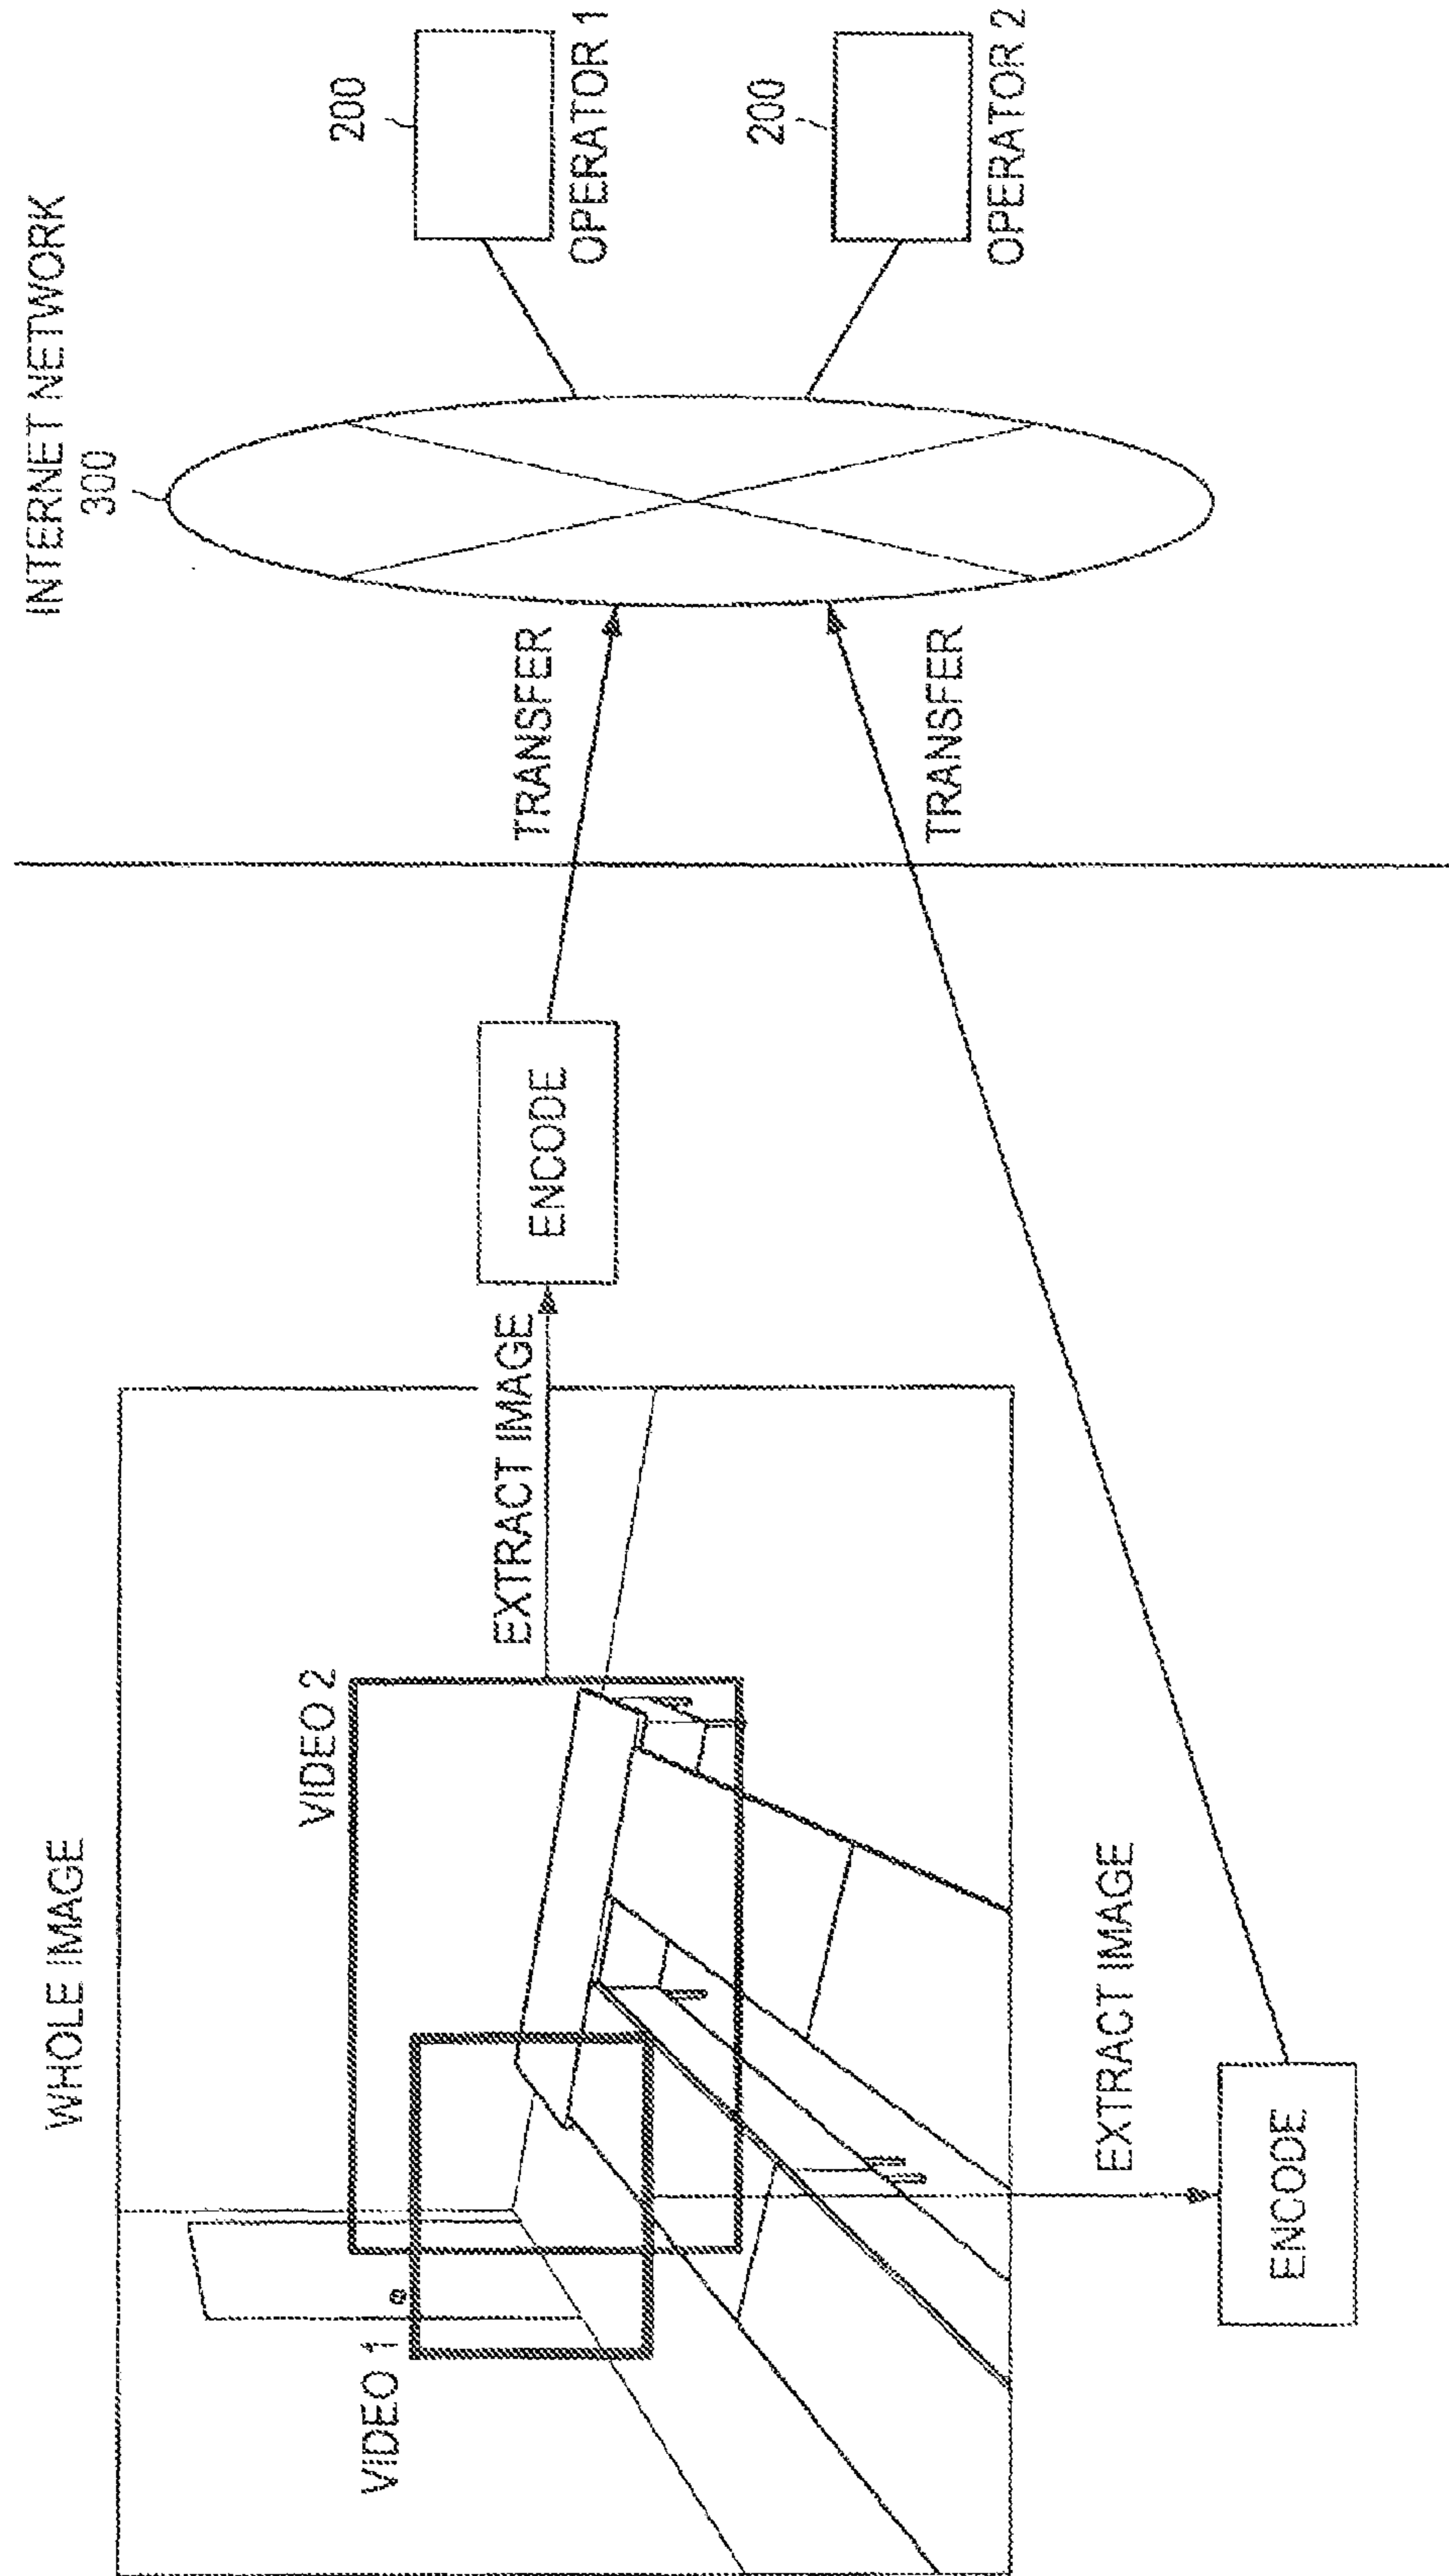 WHOLE IMAGE
VIDEO 1
VIDEO 2
EXTRACT IMAGE
ENCODE
EXTRACT IMAGE
ENCODE
TRANSFER
TRANSFER
INTERNET NETWORK
300
200
OPERATOR 1
200
OPERATOR 2